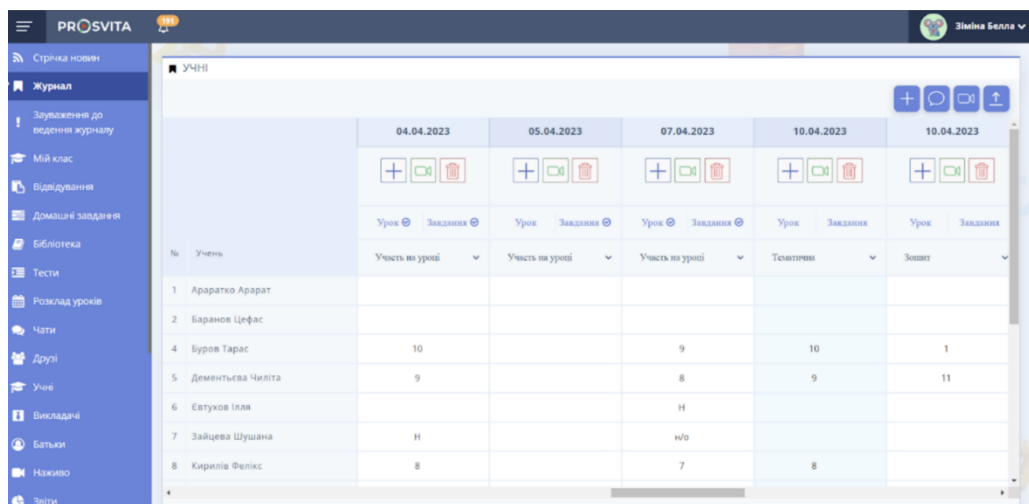 PROSVITA
191
Зіміна Белла
Стрічка новин
Журнал
Зауваження до
ведення журналу
Мій клас
Відвідування
Домашні завдання
Бібліотека
Тести
Розклад уроків
Чати
Друзі
Учні
Викладачі
Батьки
Наживо
Звіти
УЧНІ
04.04.2023 05.04.2023 07.04.2023 10.04.2023 10.04.2023
Урок Завдання Урок Завдання Урок Завдання Урок Завдання Урок Завдання
№ Учень Участь на уроці Участь на уроці Участь на уроці Тематична Зошит
1 Араратко Арарат
2 Баранов Цефас
4 Буров Тарас 10 9 10 1
5 Дементьєва Чиліта 9 8 9 11
6 Євтухов Ілля Н
7 Зайцева Шушана Н н/о
8 Кирилів Фелікс 8 7 8